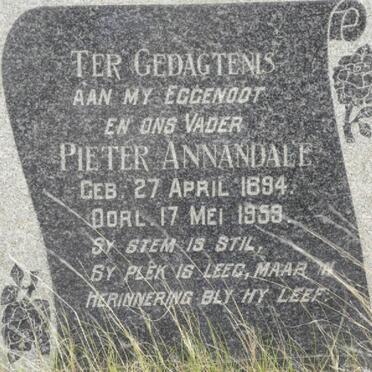 TER GEDAGTENIS
AAN MY EGGENOOT
EN ONS VADER
PIETER ANNANDALE
GEB. 27 APRIL 1894.
OORL. 17 MEI 1959.
SY STEM IS STIL,
SY PLEK IS LEEG, MAAR IN
HERINNERING BLY HY LEEF.